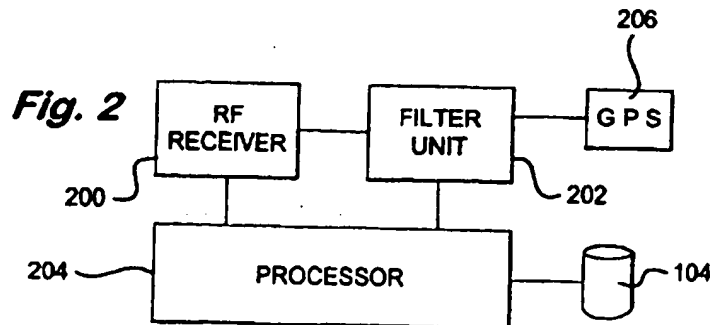 206
Fig. 2
RF
RECEIVER
FILTER
UNIT
G P S
200
202
204
PROCESSOR
104